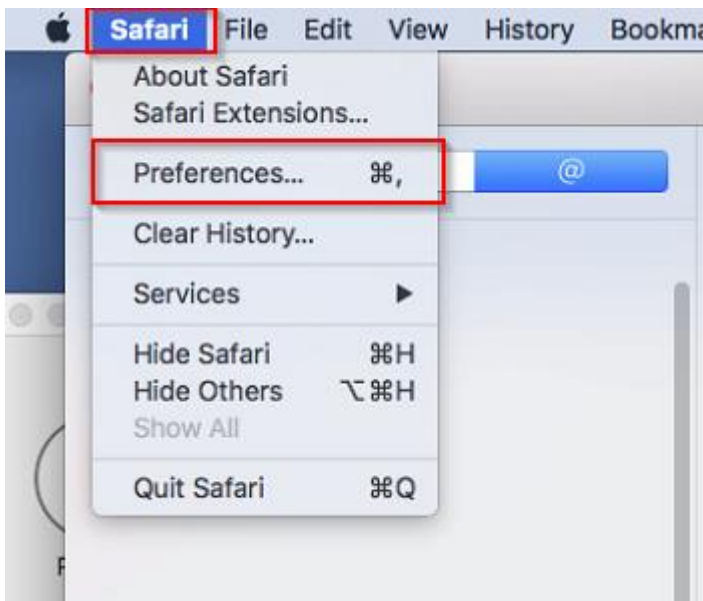 Safari File Edit View History Bookma
About Safari
Safari Extensions...
Preferences... ⌘,
@
Clear History...
Services ▶
Hide Safari ⌘H
Hide Others ⌥⌘H
Show All
Quit Safari ⌘Q